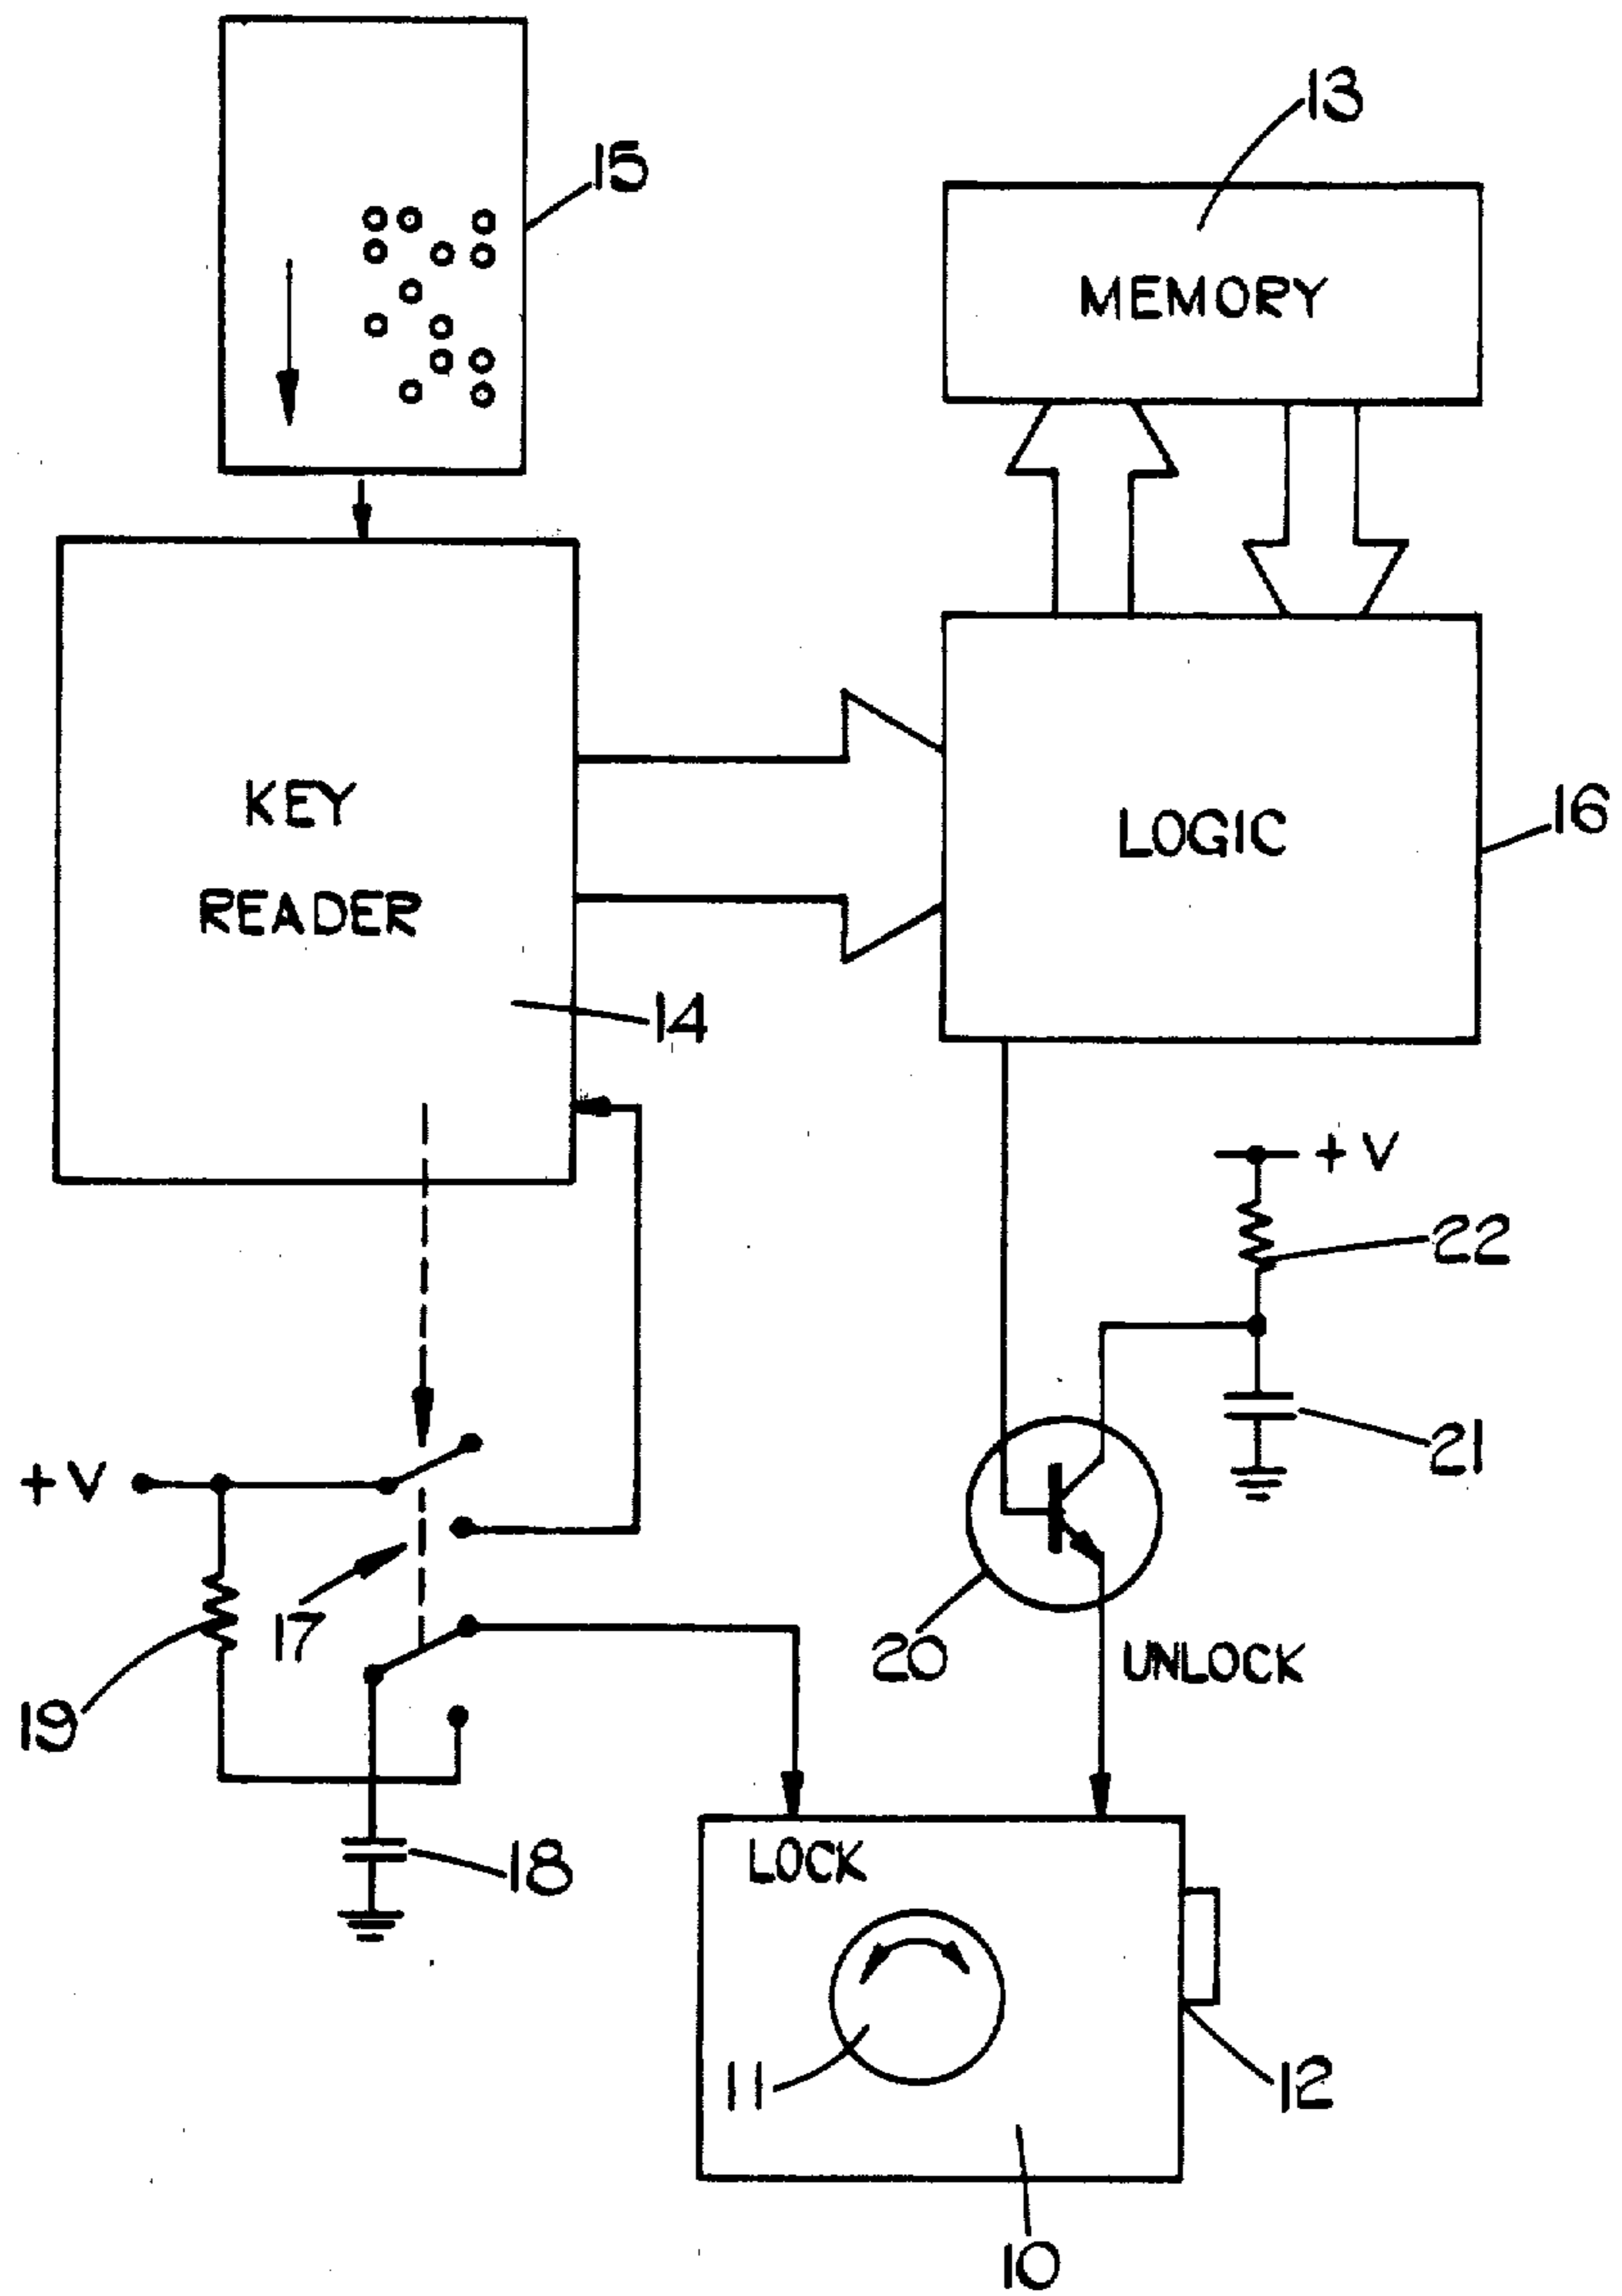 13
15
MEMORY
KEY
READER
LOGIC
16
14
+V
22
21
+V
17
20
UNLOCK
19
18
LOCK
11
12
10